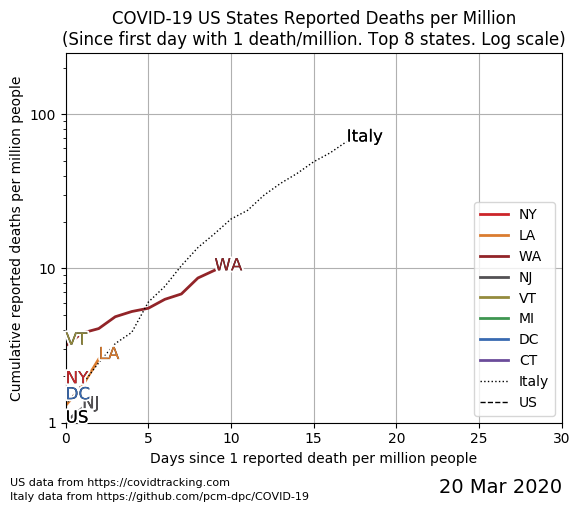 COVID-19 US States Reported Deaths per Million
(Since first day with 1 death/million. Top 8 states. Log scale)
Cumulative reported deaths per million people
100
10
1
Italy
WA
VT
LA
NY
DC
NJ
US
NY
LA
WA
NJ
VT
MI
DC
CT
Italy
US
0 5 10 15 20 25 30
Days since 1 reported death per million people
US data from https://covidtracking.com
Italy data from https://github.com/pcm-dpc/COVID-19
20 Mar 2020